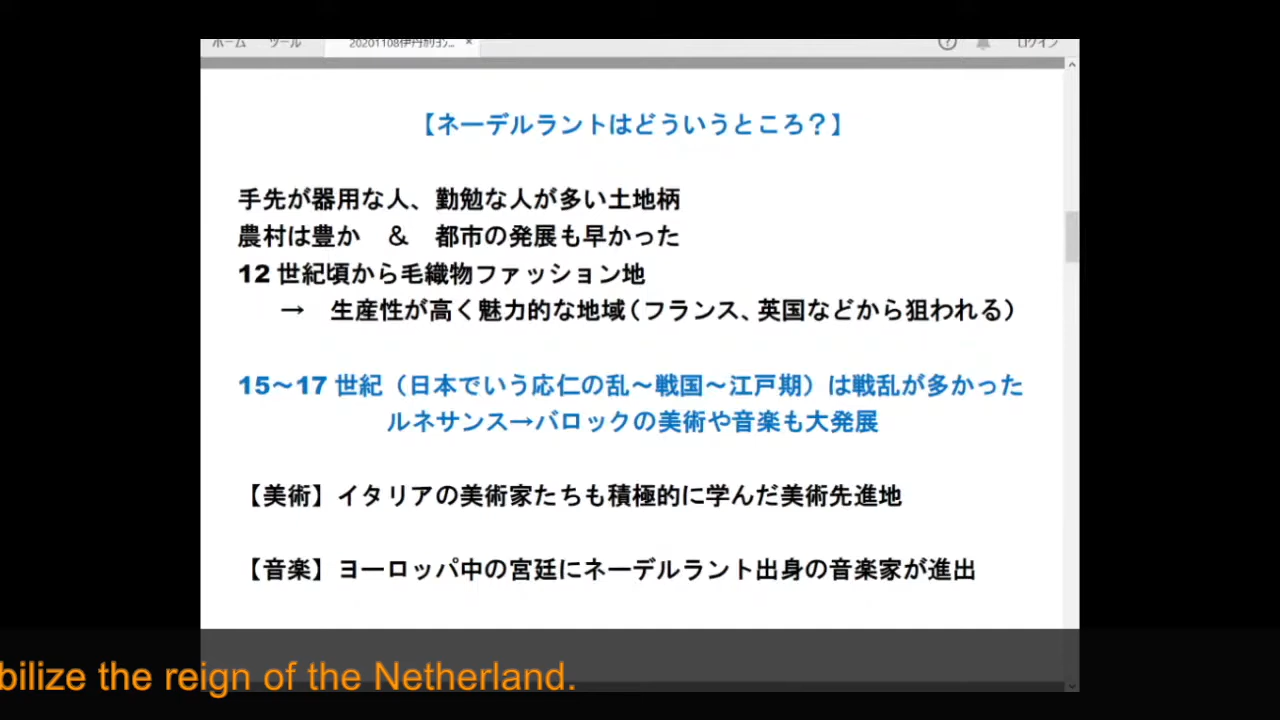 ホーム ツール 20201108伊丹市ﾖｼ... × ? ログイン
【ネーデルラントはどういうところ？】
手先が器用な人、勤勉な人が多い土地柄
農村は豊か ＆ 都市の発展も早かった
12世紀頃から毛織物ファッション地
→ 生産性が高く魅力的な地域（フランス、英国などから狙われる）
15～17世紀（日本でいう応仁の乱～戦国～江戸期）は戦乱が多かった
ルネサンス→バロックの美術や音楽も大発展
【美術】イタリアの美術家たちも積極的に学んだ美術先進地
【音楽】ヨーロッパ中の宮廷にネーデルラント出身の音楽家が進出
bilize the reign of the Netherland.